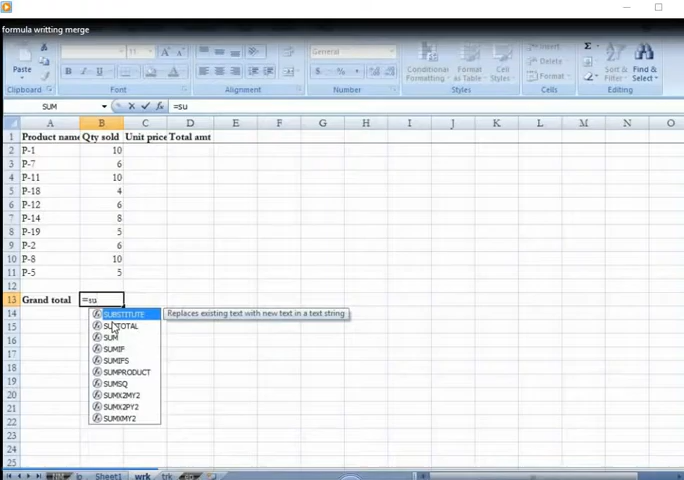 formula writting merge
Insert
General
Delete
Paste
Conditional Formatting Format as Table Cell Styles
Format
Sort & Filter Find & Select
Clipboard Font Alignment Number Styles Cells Editing
SUM =su
A B C D E F G H I J K L M N O
1 Product name Qty sold Unit price Total amt
2 P-1 10
3 P-7 6
4 P-11 10
5 P-18 4
6 P-12 6
7 P-14 8
8 P-19 5
9 P-2 6
10 P-8 10
11 P-5 5
12
13 Grand total =su
14 SUBSTITUTE Replaces existing text with new text in a text string
15 SUBTOTAL
16 SUM
17 SUMIF
18 SUMIFS
SUMPRODUCT
19 SUMSQ
20 SUMX2MY2
21 SUMX2PY2
22 SUMXMY2
23
24
25
Sheet1 wrk trk